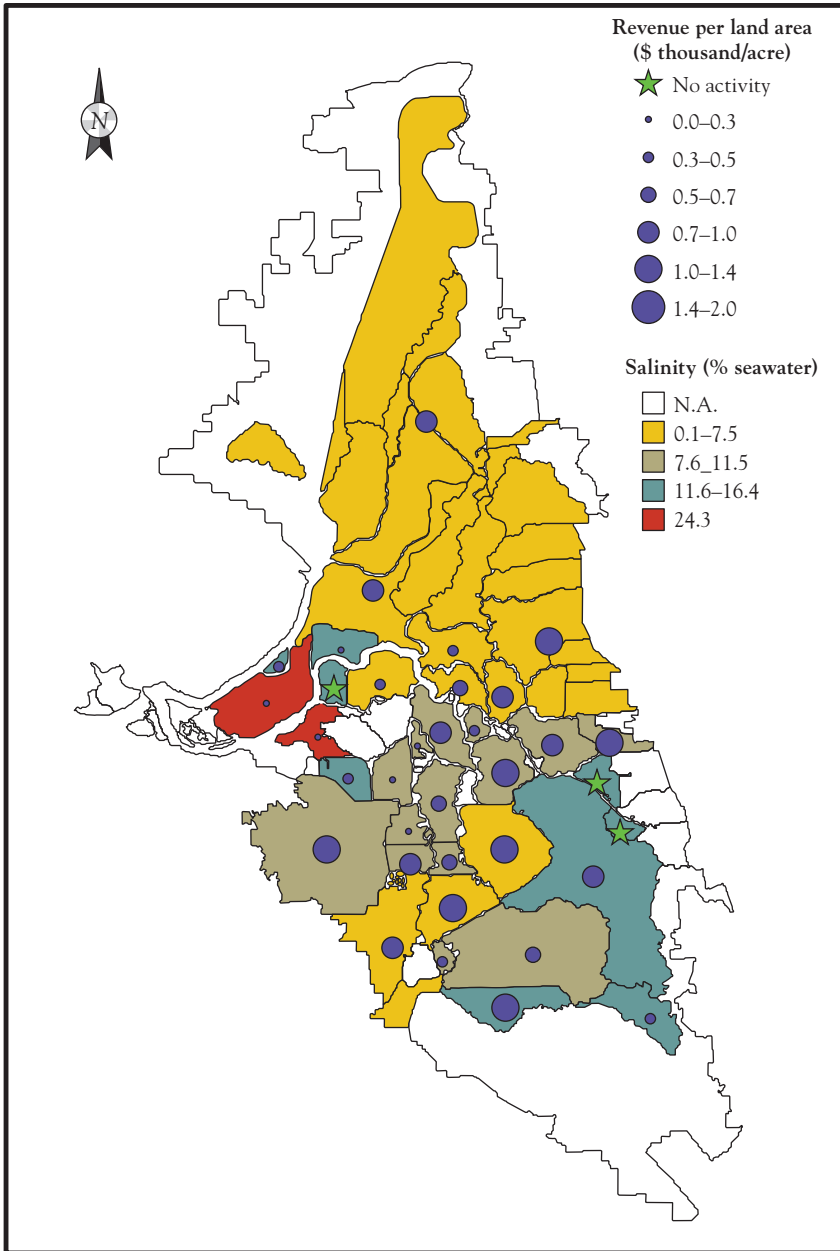 Revenue per land area
($ thousand/acre)
No activity
0.0–0.3
0.3–0.5
0.5–0.7
0.7–1.0
1.0–1.4
1.4–2.0
N
Salinity (% seawater)
N.A.
0.1–7.5
7.6_11.5
11.6–16.4
24.3